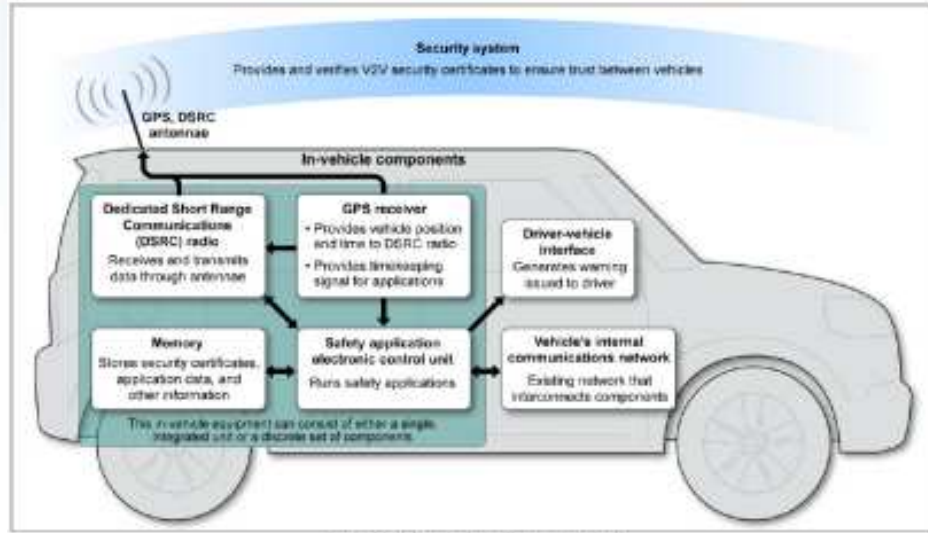 Security system
Provides and verifies V2V security certificates to ensure trust between vehicles
GPS, DSRC
antennae
In-vehicle components
Dedicated Short Range
Communications
(DSRC) radio
Receives and transmits
data through antennae
GPS receiver
• Provides vehicle position
and time to DSRC radio
• Provides timekeeping
signal for applications
Driver-vehicle
interface
Generates warning
issued to driver
Memory
Stores security certificates,
application data, and
other information
Safety application
electronic control unit
Runs safety applications
Vehicle's internal
communications network
Existing network that
interconnects components
This in-vehicle equipment can consist of either a single,
integrated unit or a discrete set of components